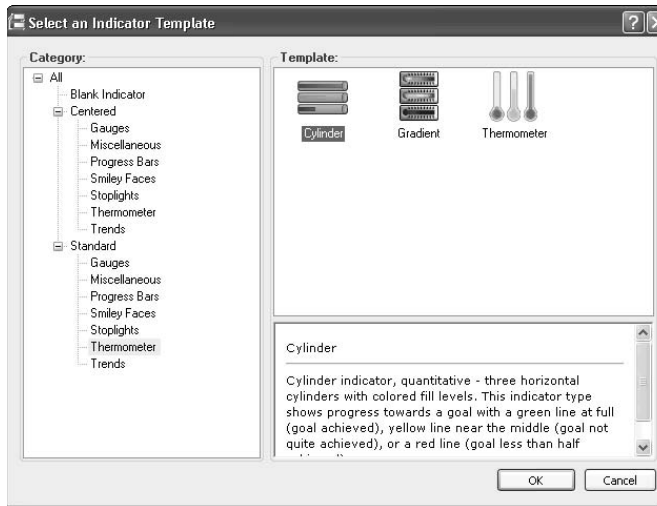 Select an Indicator Template
Category:
All
Blank Indicator
Centered
Gauges
Miscellaneous
Progress Bars
Smiley Faces
Stoplights
Thermometer
Trends
Standard
Gauges
Miscellaneous
Progress Bars
Smiley Faces
Stoplights
Thermometer
Trends
Template:
Cylinder
Gradient
Thermometer
Cylinder
Cylinder indicator, quantitative - three horizontal
cylinders with colored fill levels. This indicator type
shows progress towards a goal with a green line at full
(goal achieved), yellow line near the middle (goal not
quite achieved), or a red line (goal less than half
OK
Cancel